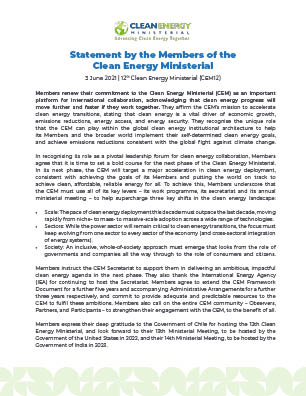 CLEAN ENERGY
MINISTERIAL
Advancing Clean Energy Together
Statement by the Members of the
Clean Energy Ministerial
3 June 2021 | 12th Clean Energy Ministerial (CEM12)
Members renew their commitment to the Clean Energy Ministerial (CEM) as an important
platform for international collaboration, acknowledging that clean energy progress will
move further and faster if they work together. They affirm the CEM's mission to accelerate
clean energy transitions, stating that clean energy is a vital driver of economic growth,
emissions reductions, energy access, and energy security. They recognise the unique role
that the CEM can play within the global clean energy institutional architecture to help
its Members and the broader world implement their self-determined clean energy goals,
and achieve emissions reductions consistent with the global fight against climate change.
In recognising its role as a pivotal leadership forum for clean energy collaboration, Members
agree that it is time to set a bold course for the next phase of the Clean Energy Ministerial.
In its next phase, the CEM will target a major acceleration in clean energy deployment,
consistent with achieving the goals of its Members and putting the world on track to
achieve clean, affordable, reliable energy for all. To achieve this, Members underscore that
the CEM must use all of its key levers – its work programme, its secretariat and its annual
ministerial meeting – to help supercharge three key shifts in the clean energy landscape:
• Scale: The pace of clean energy deployment this decade must outpace the last decade, moving
rapidly from niche- to mass- to massive-scale adoption across a wide range of technologies.
• Sectors: While the power sector will remain critical to clean energy transitions, the focus must
keep evolving from one sector to every sector of the economy (and cross-sectoral integration
of energy systems).
• Society: An inclusive, whole-of-society approach must emerge that looks from the role of
governments and companies all the way through to the role of consumers and citizens.
Members instruct the CEM Secretariat to support them in delivering an ambitious, impactful
clean energy agenda in the next phase. They also thank the International Energy Agency
(IEA) for continuing to host the Secretariat. Members agree to extend the CEM Framework
Document for a further five years and accompanying Administrative Arrangements for a further
three years respectively, and commit to provide adequate and predictable resources to the
CEM to fulfil these ambitions. Members also call on the entire CEM community – Observers,
Partners, and Participants – to strengthen their engagement with the CEM, to the benefit of all.
Members express their deep gratitude to the Government of Chile for hosting the 12th Clean
Energy Ministerial, and look forward to their 13th Ministerial Meeting, to be hosted by the
Government of the United States in 2022, and their 14th Ministerial Meeting, to be hosted by the
Government of India in 2023.